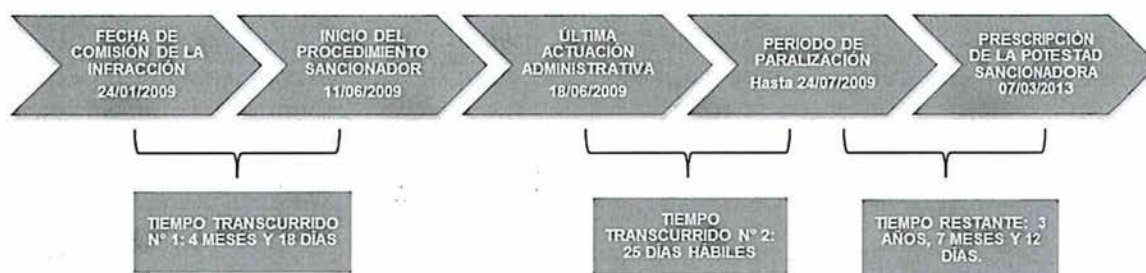 FECHA DE
COMISIÓN DE LA
INFRACCIÓN
24/01/2009
INICIO DEL
PROCEDIMIENTO
SANCIONADOR
11/06/2009
ÚLTIMA
ACTUACIÓN
ADMINISTRATIVA
18/06/2009
PERIODO DE
PARALIZACIÓN
Hasta 24/07/2009
PRESCRIPCIÓN
DE LA POTESTAD
SANCIONADORA
07/03/2013
TIEMPO TRANSCURRIDO
Nº 1: 4 MESES Y 18 DÍAS
TIEMPO
TRANSCURRIDO Nº 2:
25 DÍAS HÁBILES
TIEMPO RESTANTE: 3
AÑOS, 7 MESES Y 12
DÍAS.